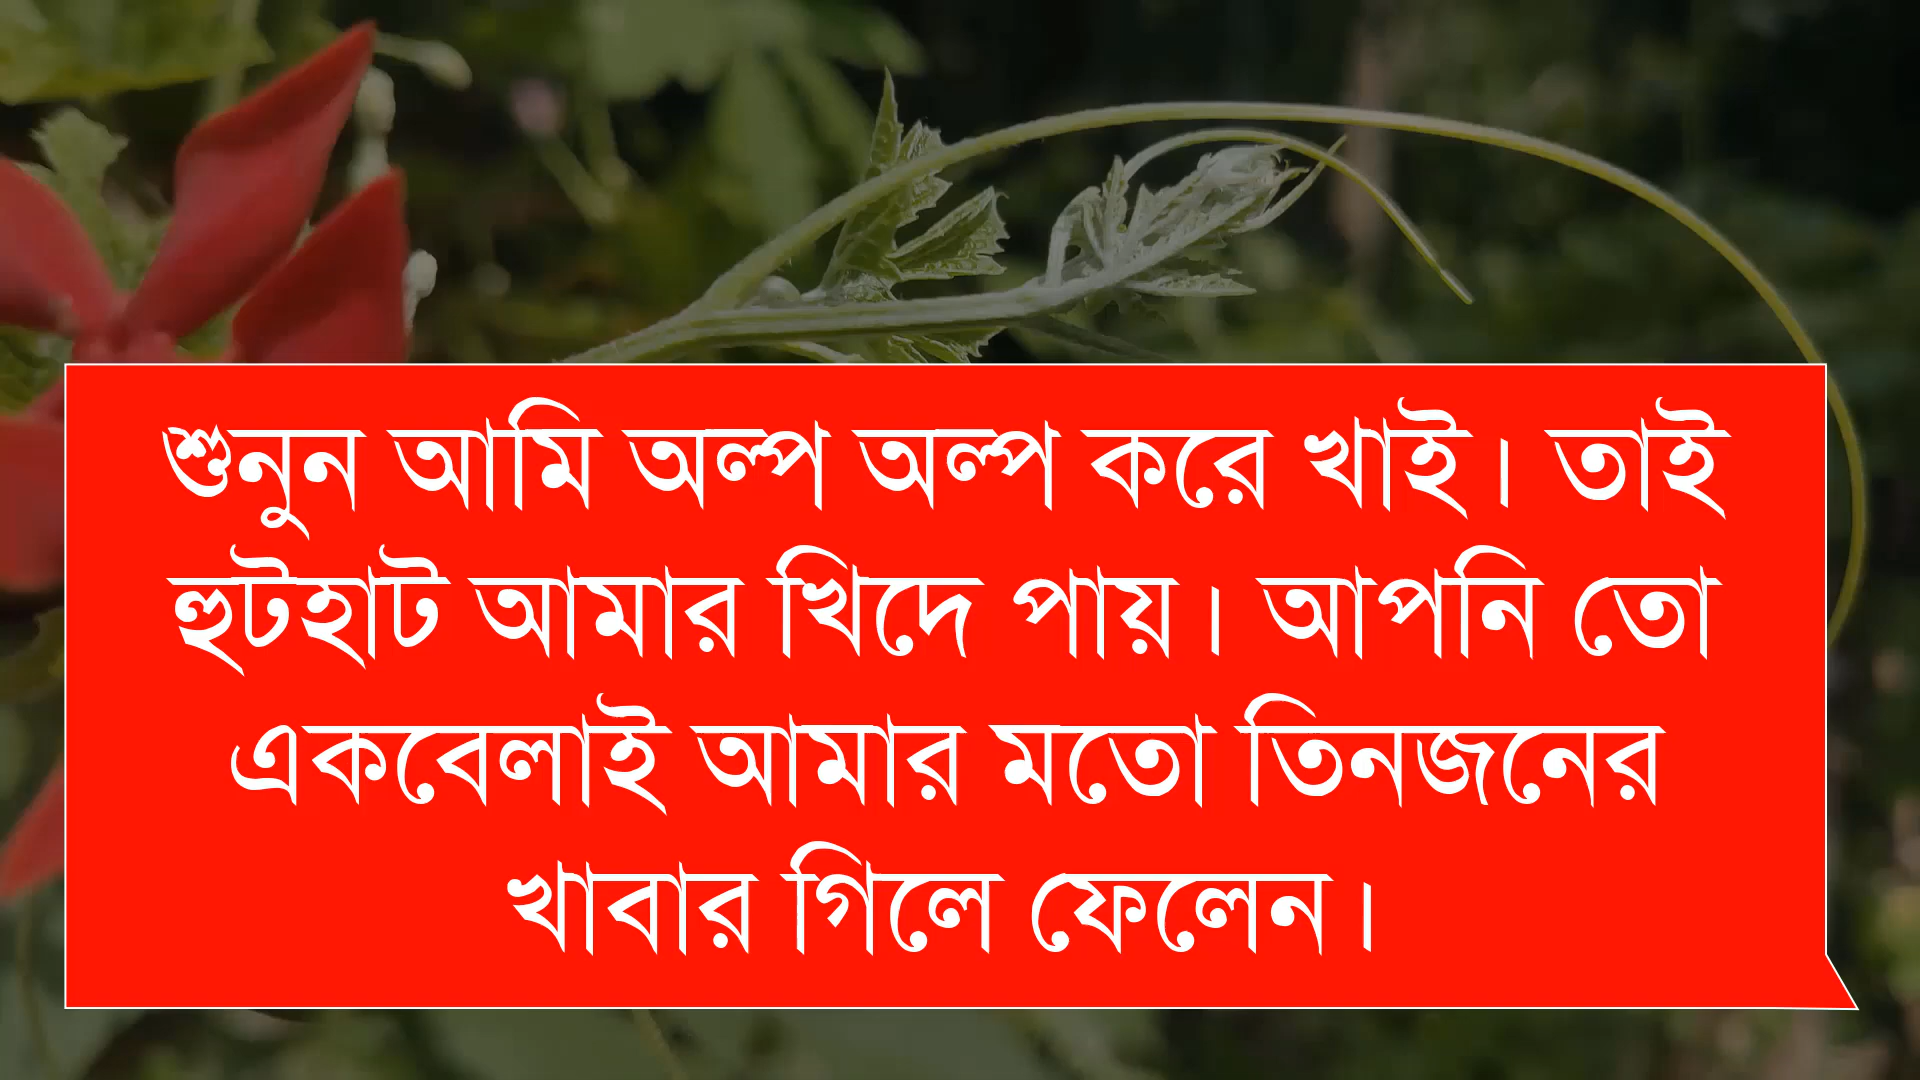 শুনুন আমি অল্প অল্প করে খাই। তাই
হুটহাট আমার খিদে পায়। আপনি তো
একবেলাই আমার মতো তিনজনের
খাবার গিলে ফেলেন।